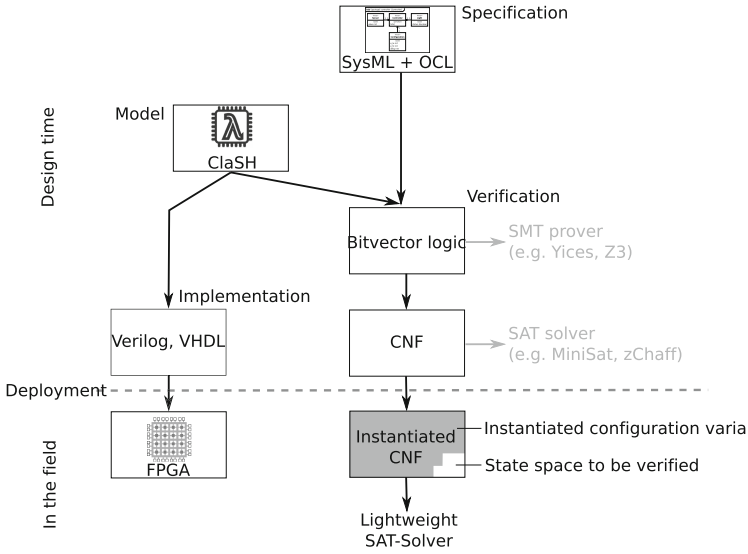 Specification
SysML + OCL
Model
λ
ClaSH
Design time
Verification
Bitvector logic
SMT prover
(e.g. Yices, Z3)
Implementation
Verilog, VHDL
CNF
SAT solver
(e.g. MiniSat, zChaff)
Deployment
In the field
FPGA
Instantiated
CNF
Instantiated configuration varia
State space to be verified
Lightweight
SAT-Solver